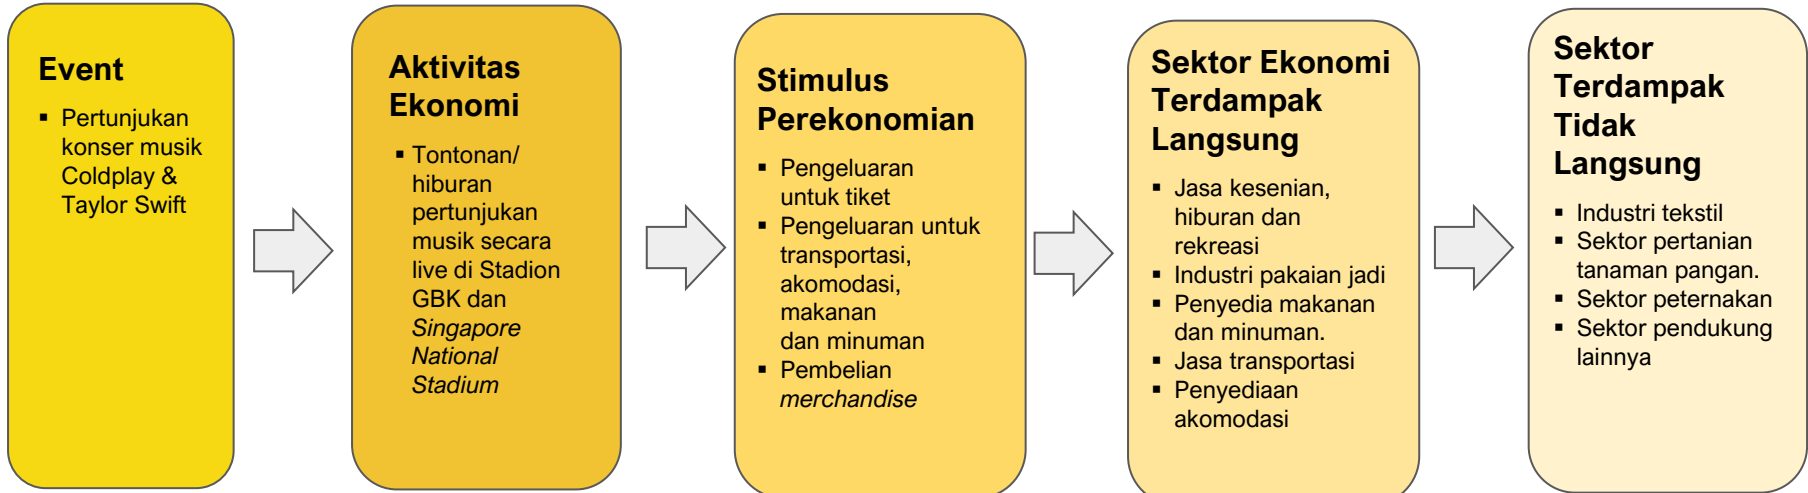 Event
▪ Pertunjukan
konser musik
Coldplay &
Taylor Swift
Aktivitas
Ekonomi
▪ Tontonan/
hiburan
pertunjukan
musik secara
live di Stadion
GBK dan
Singapore
National
Stadium
Stimulus
Perekonomian
▪ Pengeluaran
untuk tiket
▪ Pengeluaran untuk
transportasi,
akomodasi,
makanan
dan minuman
▪ Pembelian
merchandise
Sektor Ekonomi
Terdampak
Langsung
▪ Jasa kesenian,
hiburan dan
rekreasi
▪ Industri pakaian jadi
▪ Penyedia makanan
dan minuman.
▪ Jasa transportasi
▪ Penyediaan
akomodasi
Sektor
Terdampak
Tidak
Langsung
▪ Industri tekstil
▪ Sektor pertanian
tanaman pangan.
▪ Sektor peternakan
▪ Sektor pendukung
lainnya